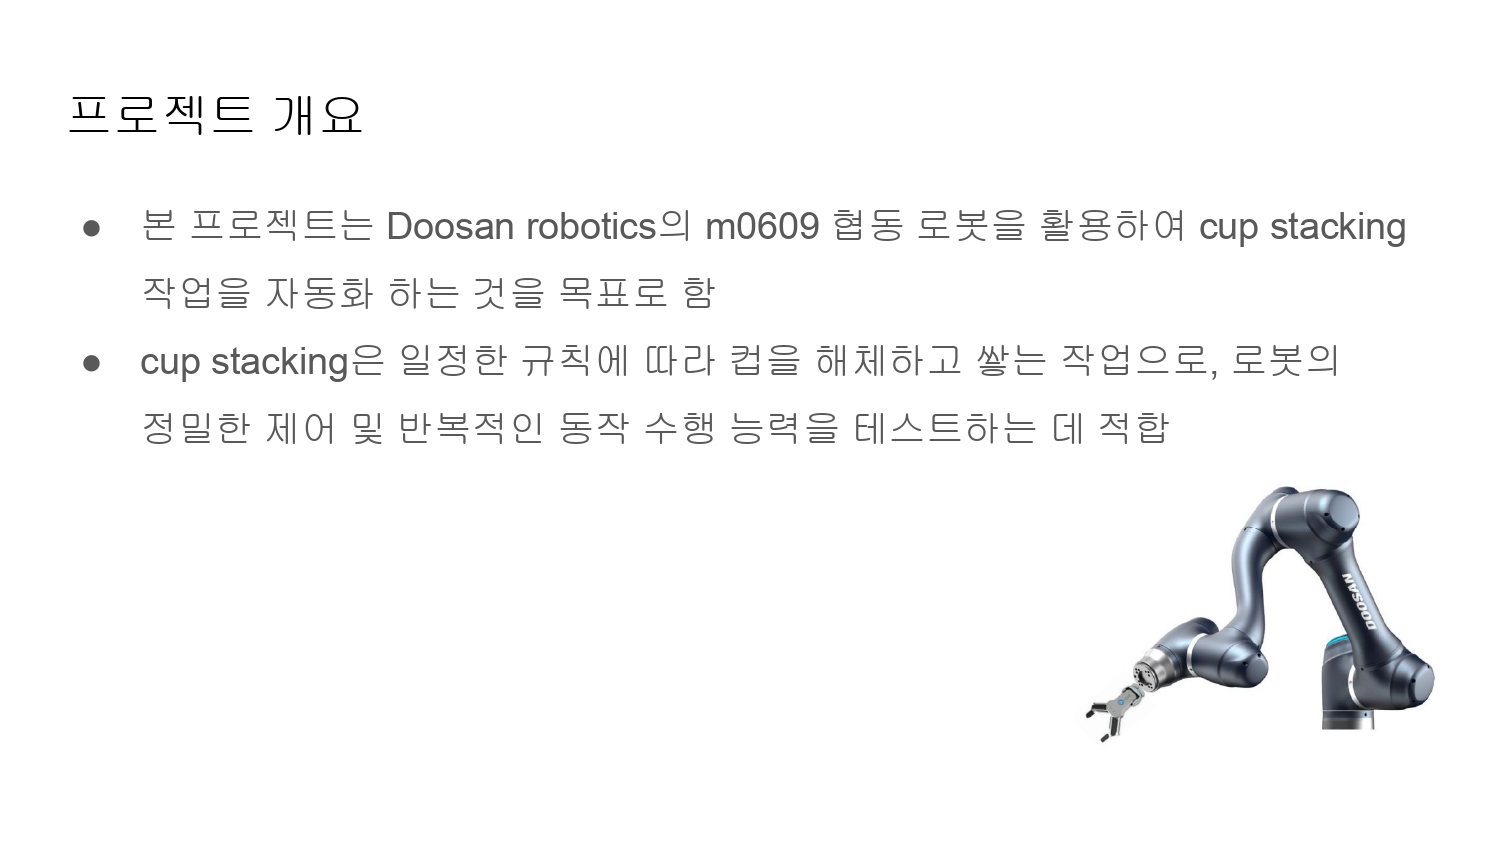 프로젝트 개요
● 본 프로젝트는 Doosan robotics의 m0609 협동 로봇을 활용하여 cup stacking
작업을 자동화 하는 것을 목표로 함
● cup stacking은 일정한 규칙에 따라 컵을 해체하고 쌓는 작업으로, 로봇의
정밀한 제어 및 반복적인 동작 수행 능력을 테스트하는 데 적합
DOOSAN